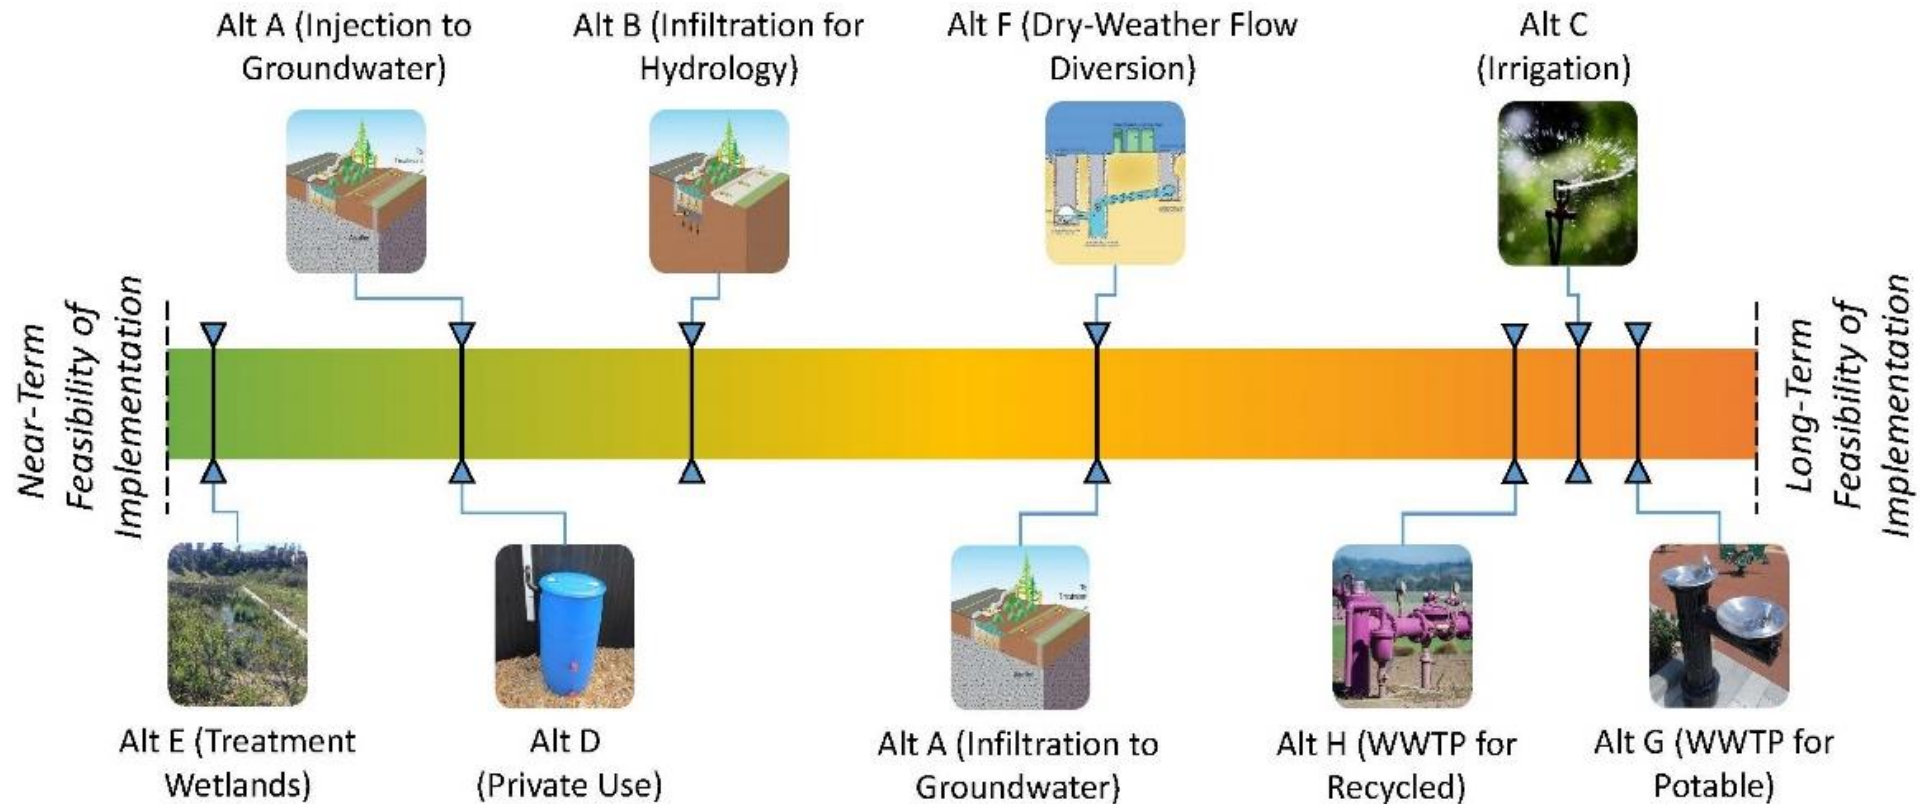 Alt A (Injection to
Groundwater)
Alt B (Infiltration for
Hydrology)
Alt F (Dry-Weather Flow
Diversion)
Alt C
(Irrigation)
Near-Term
Feasibility of
Implementation
Long-Term
Feasibility of
Implementation
Alt E (Treatment
Wetlands)
Alt D
(Private Use)
Alt A (Infiltration to
Groundwater)
Alt H (WWTP for
Recycled)
Alt G (WWTP for
Potable)